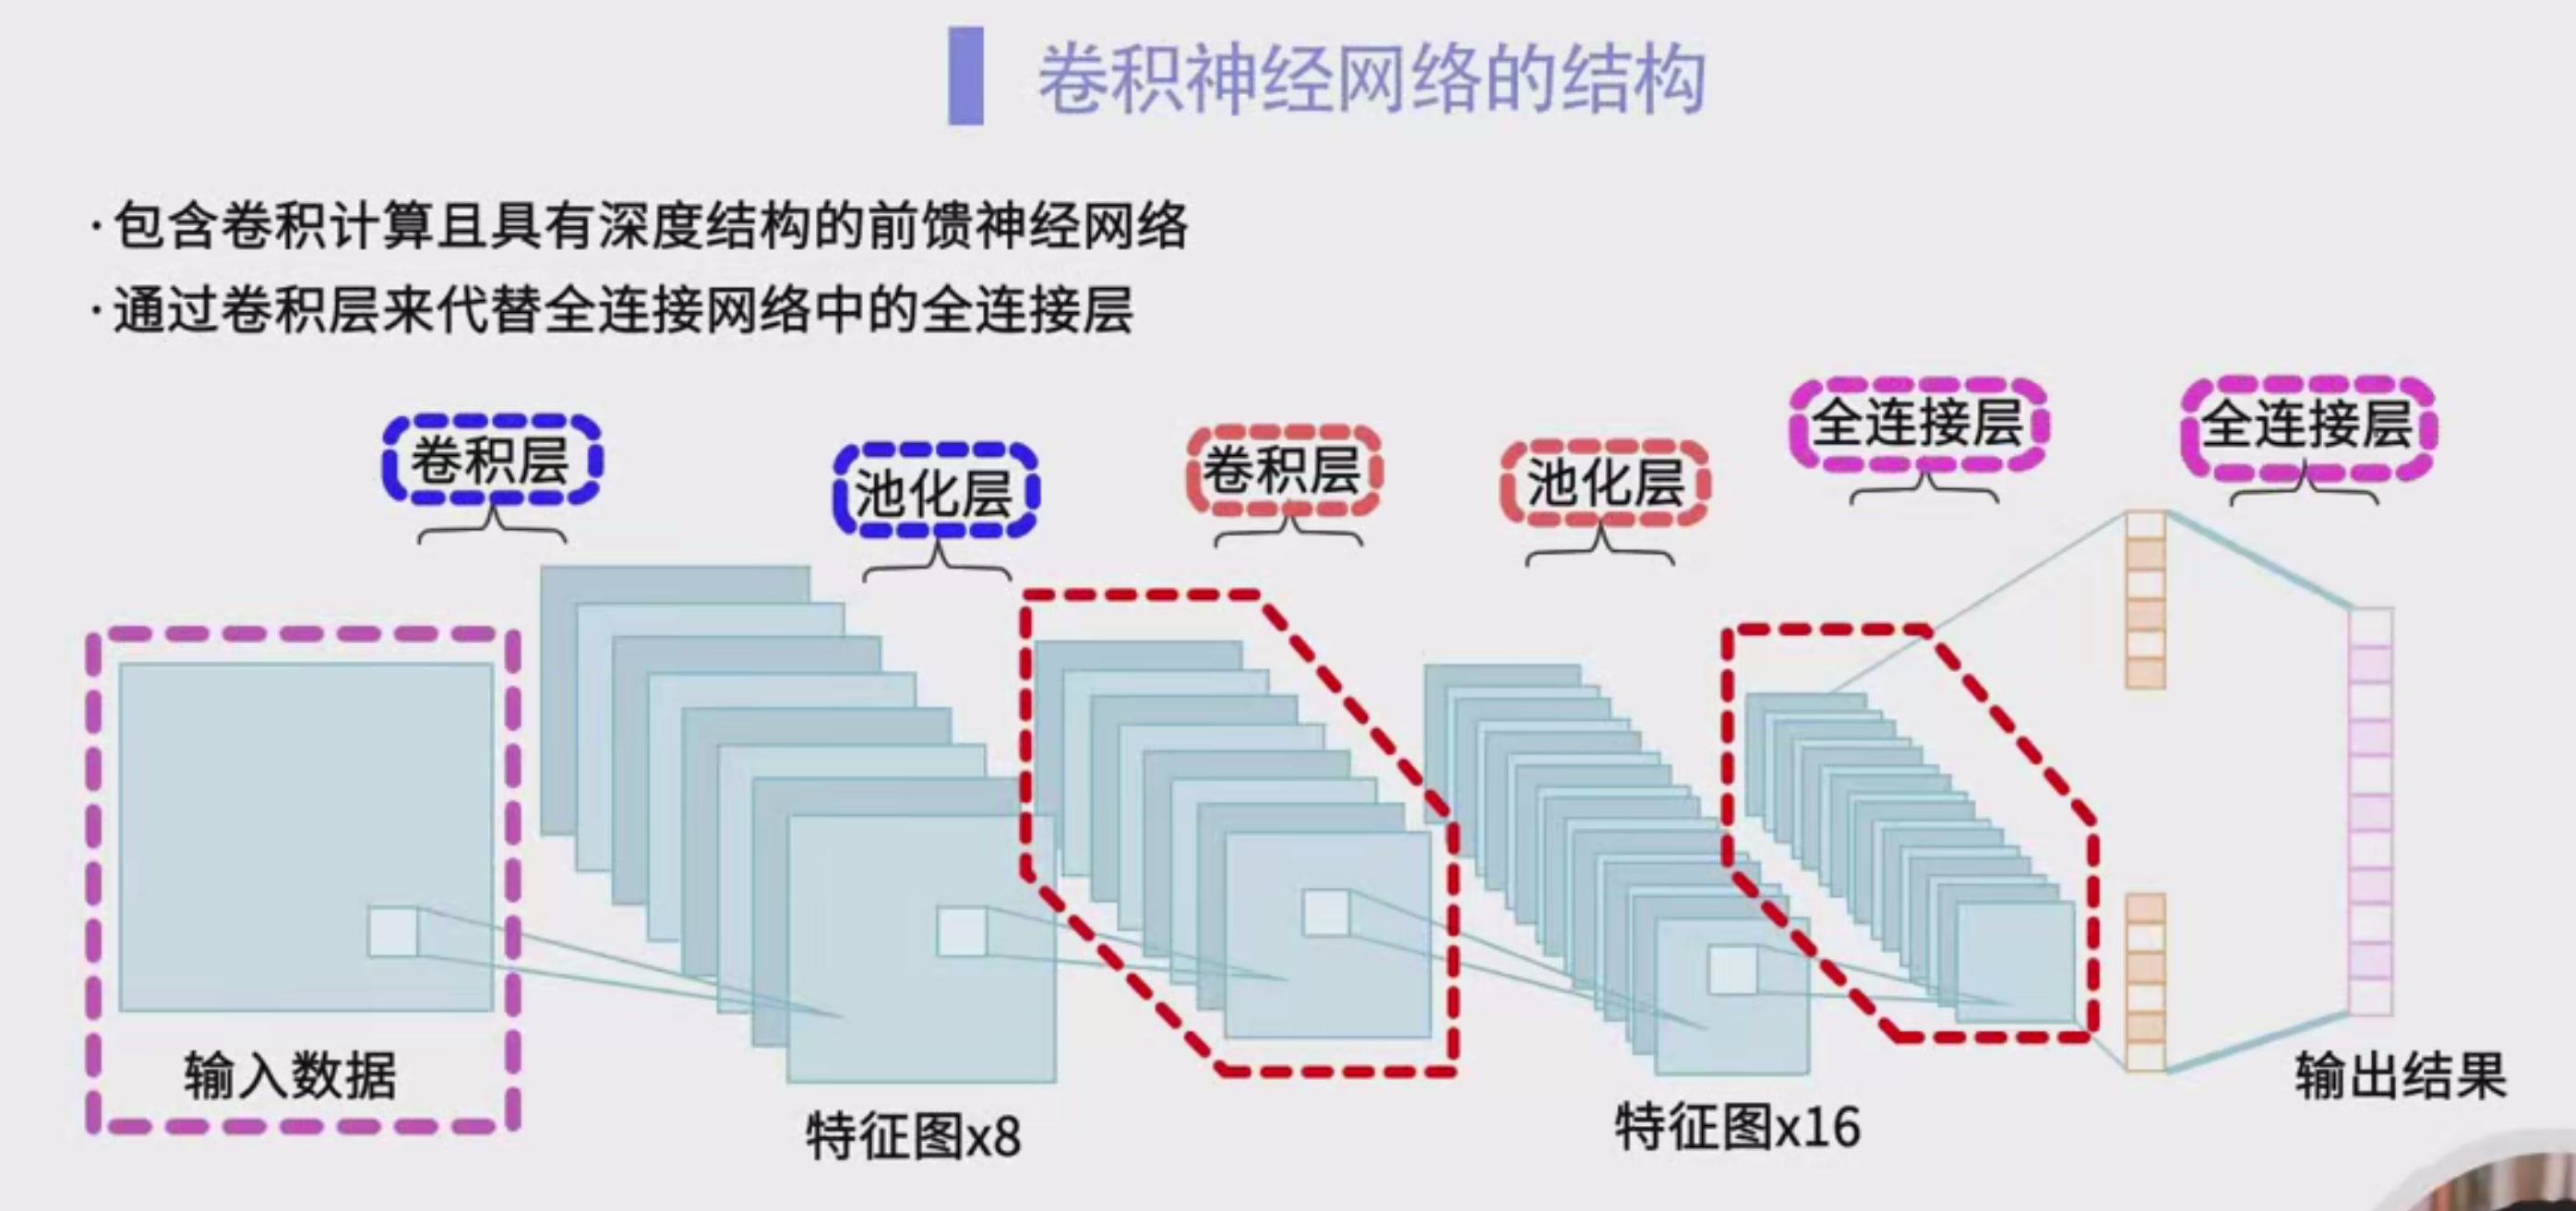 卷积神经网络的结构
·包含卷积计算且具有深度结构的前馈神经网络
·通过卷积层来代替全连接网络中的全连接层
卷积层
池化层
卷积层
池化层
全连接层
全连接层
输入数据
特征图x8
特征图x16
输出结果